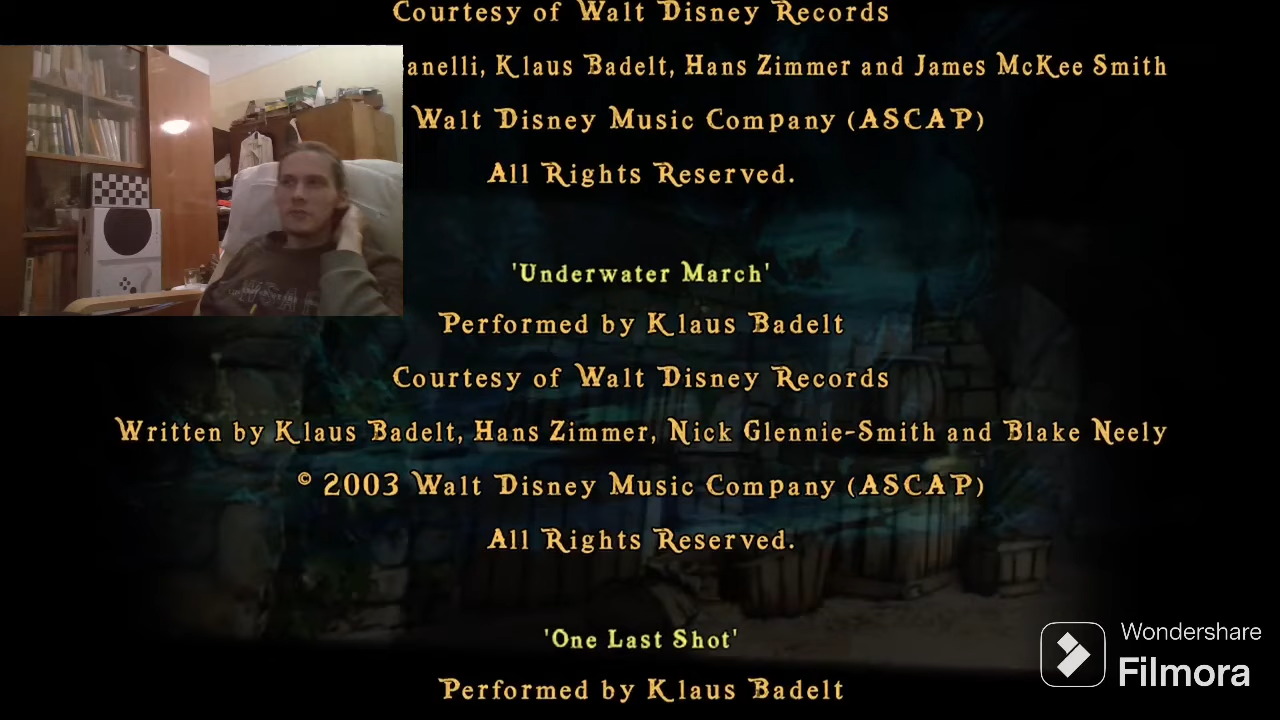 Courtesy of Walt Disney Records
anelli, Klaus Badelt, Hans Zimmer and James McKee Smith
Walt Disney Music Company (ASCAP)
All Rights Reserved.
'Underwater March'
Performed by Klaus Badelt
Courtesy of Walt Disney Records
Written by Klaus Badelt, Hans Zimmer, Nick Glennie-Smith and Blake Neely
© 2003 Walt Disney Music Company (ASCAP)
All Rights Reserved.
'One Last Shot'
Performed by Klaus Badelt
Wondershare
Filmora